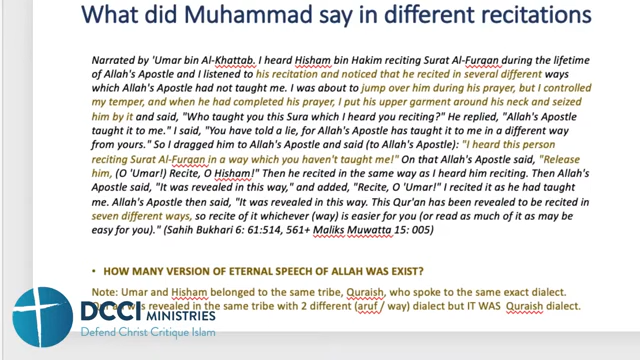 What did Muhammad say in different recitations
Narrated by 'Umar bin Al-Khattab. I heard Hisham bin Hakim reciting Surat Al-Furqan during the lifetime
of Allah's Apostle and I listened to his recitation and noticed that he recited in several different ways
which Allah's Apostle had not taught me. I was about to jump over him during his prayer, but I controlled
my temper, and when he had completed his prayer, I put his upper garment around his neck and seized
him by it and said, "Who taught you this Sura which I heard you reciting?" He replied, "Allah's Apostle
taught it to me." I said, "You have told a lie, for Allah's Apostle has taught it to me in a different way
from yours." So I dragged him to Allah's Apostle and said (to Allah's Apostle): "I heard this person
reciting Surat Al-Furqan in a way which you haven't taught me!" On that Allah's Apostle said, "Release
him, (O 'Umar!) Recite, O Hisham!" Then he recited in the same way as I heard him reciting. Then Allah's
Apostle said, "It was revealed in this way," and added, "Recite, O 'Umar!" I recited it as he had taught
me. Allah's Apostle then said, "It was revealed in this way. This Qur'an has been revealed to be recited in
seven different ways, so recite of it whichever (way) is easier for you (or read as much of it as may be
easy for you)." (Sahih Bukhari 6: 61:514, 561+ Maliks Muwatta 15: 005)
• HOW MANY VERSION OF ETERNAL SPEECH OF ALLAH WAS EXIST?
Note: Umar and Hisham belonged to the same tribe, Quraish, who spoke to the same exact dialect.
Qur'an was revealed in the same tribe with 2 different (aruf / way) dialect but IT WAS Quraish dialect.
DCCI MINISTRIES
Defend Christ Critique Islam